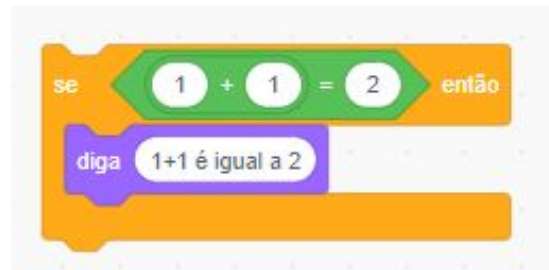 se 1 + 1 = 2 então
diga 1+1 é igual a 2